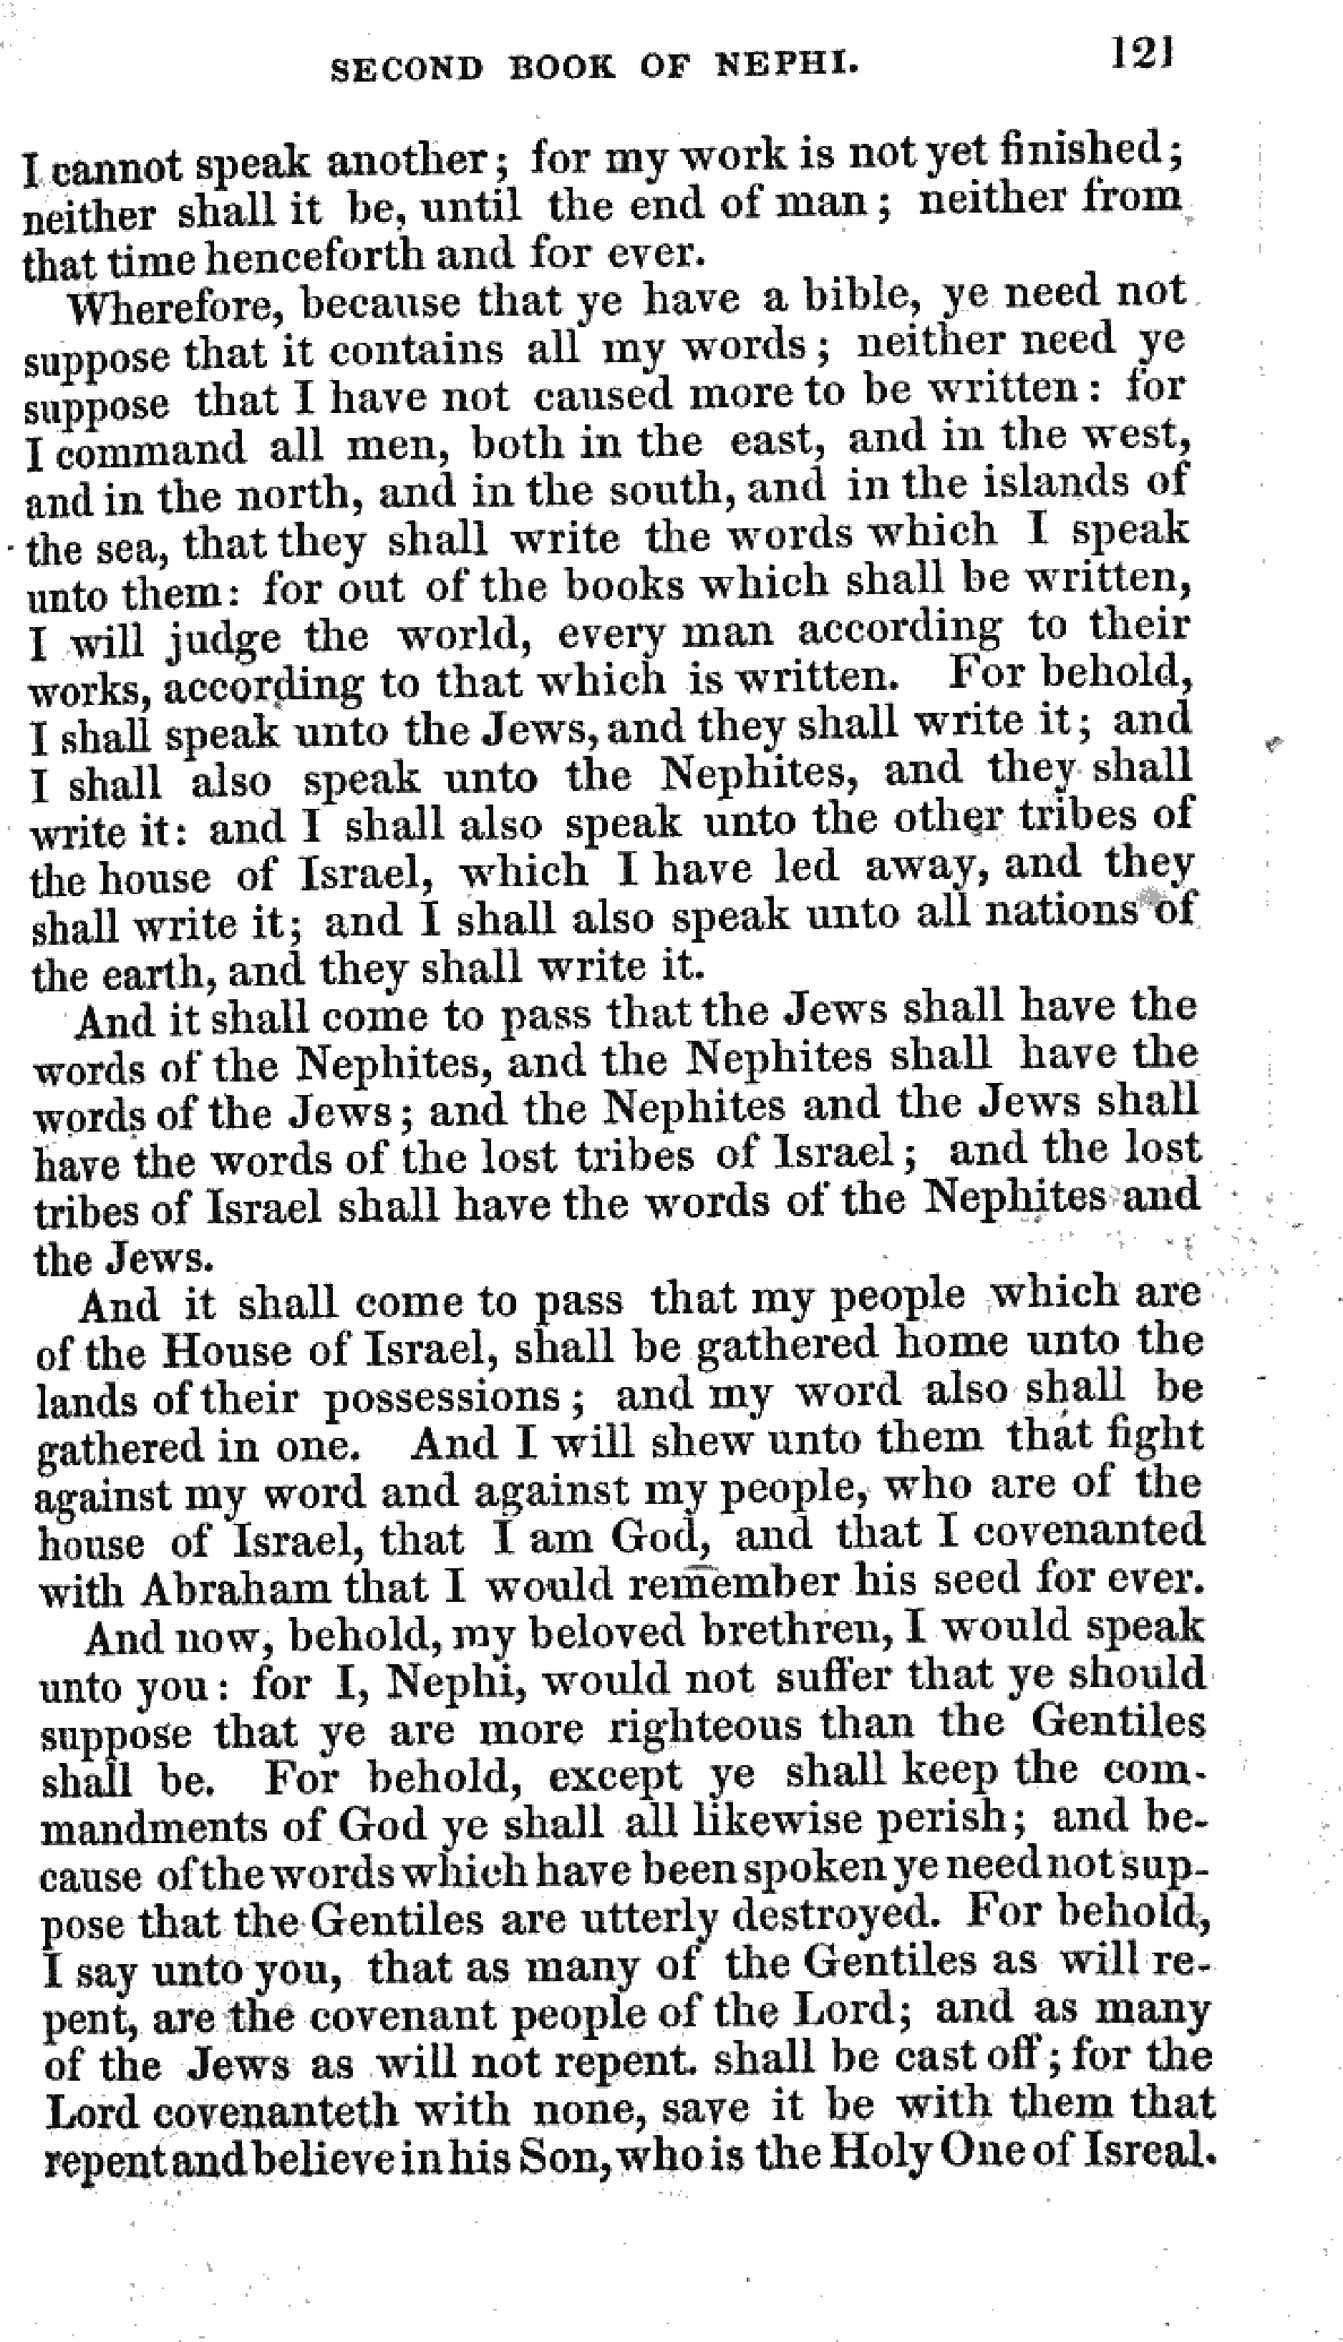 SECOND BOOK OF NEPHI. 121
I cannot speak another; for my work is not yet finished;
neither shall it be, until the end of man; neither from
that time henceforth and for ever.
Wherefore, because that ye have a bible, ye need not
suppose that it contains all my words; neither need ye
suppose that I have not caused more to be written: for
I command all men, both in the east, and in the west,
and in the north, and in the south, and in the islands of
the sea, that they shall write the words which I speak
unto them: for out of the books which shall be written,
I will judge the world, every man according to their
works, according to that which is written. For behold,
I shall speak unto the Jews, and they shall write it; and
I shall also speak unto the Nephites, and they shall
write it: and I shall also speak unto the other tribes of
the house of Israel, which I have led away, and they
shall write it; and I shall also speak unto all nations of
the earth, and they shall write it.
And it shall come to pass that the Jews shall have the
words of the Nephites, and the Nephites shall have the
words of the Jews; and the Nephites and the Jews shall
have the words of the lost tribes of Israel; and the lost
tribes of Israel shall have the words of the Nephites and
the Jews.
And it shall come to pass that my people which are
of the House of Israel, shall be gathered home unto the
lands of their possessions; and my word also shall be
gathered in one. And I will shew unto them that fight
against my word and against my people, who are of the
house of Israel, that I am God, and that I covenanted
with Abraham that I would remember his seed for ever.
And now, behold, my beloved brethren, I would speak
unto you: for I, Nephi, would not suffer that ye should
suppose that ye are more righteous than the Gentiles
shall be. For behold, except ye shall keep the com-
mandments of God ye shall all likewise perish; and be-
cause of the words which have been spoken ye need not sup-
pose that the Gentiles are utterly destroyed. For behold,
I say unto you, that as many of the Gentiles as will re-
pent, are the covenant people of the Lord; and as many
of the Jews as will not repent. shall be cast off; for the
Lord covenanteth with none, save it be with them that
repent and believe in his Son, who is the Holy One of Isreal.